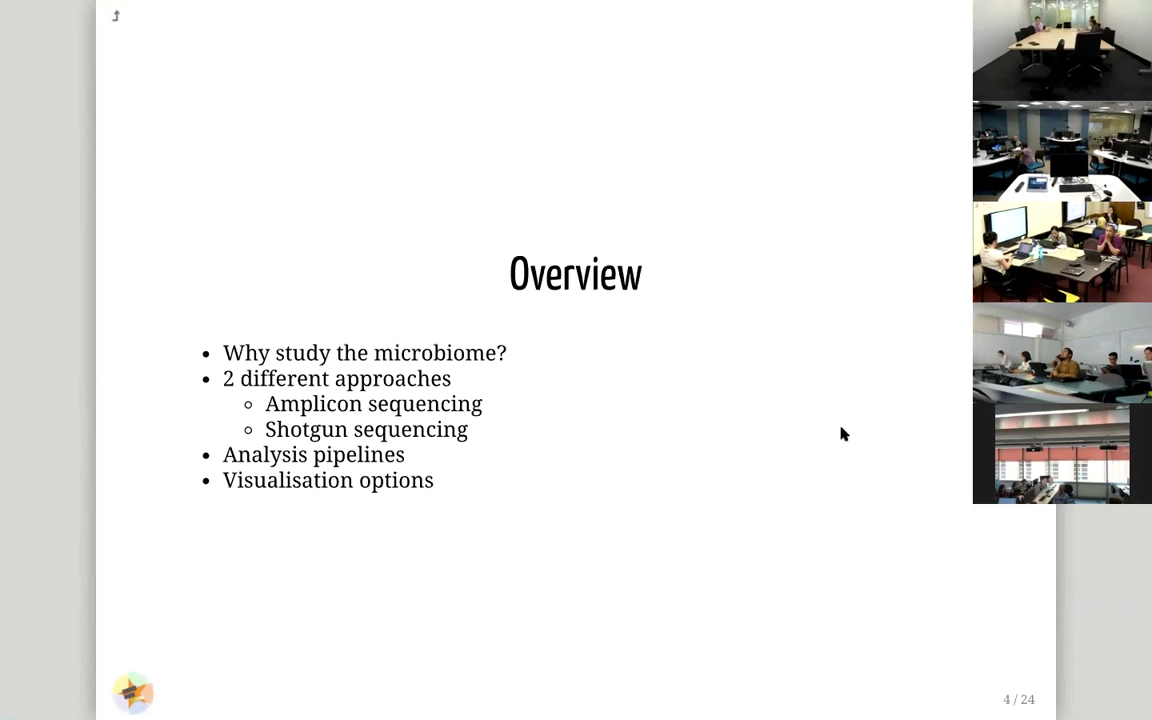 Overview
Why study the microbiome?
2 different approaches
Amplicon sequencing
Shotgun sequencing
Analysis pipelines
Visualisation options
4 / 24